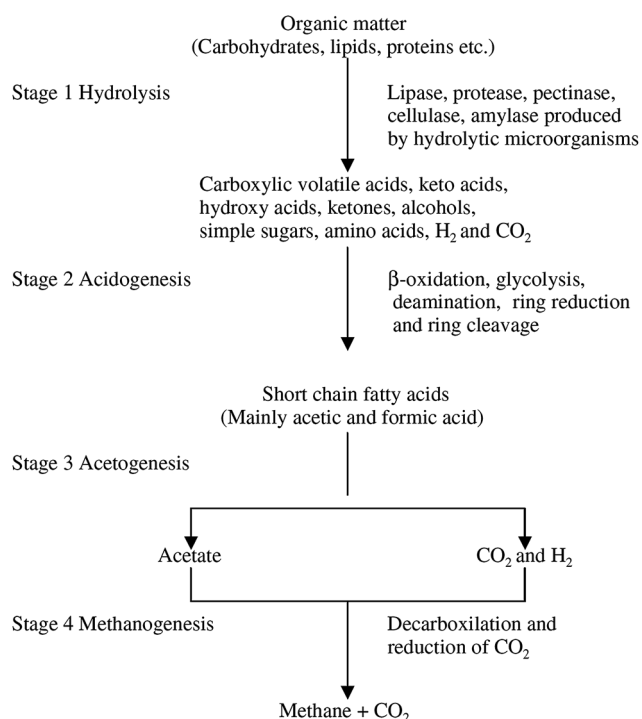 Organic matter
(Carbohydrates, lipids, proteins etc.)
Stage 1 Hydrolysis
Lipase, protease, pectinase,
cellulase, amylase produced
by hydrolytic microorganisms
Carboxylic volatile acids, keto acids,
hydroxy acids, ketones, alcohols,
simple sugars, amino acids, H₂ and CO₂
Stage 2 Acidogenesis
β-oxidation, glycolysis,
deamination, ring reduction
and ring cleavage
Short chain fatty acids
(Mainly acetic and formic acid)
Stage 3 Acetogenesis
Acetate
CO₂ and H₂
Stage 4 Methanogenesis
Decarboxilation and
reduction of CO₂
Methane + CO₂